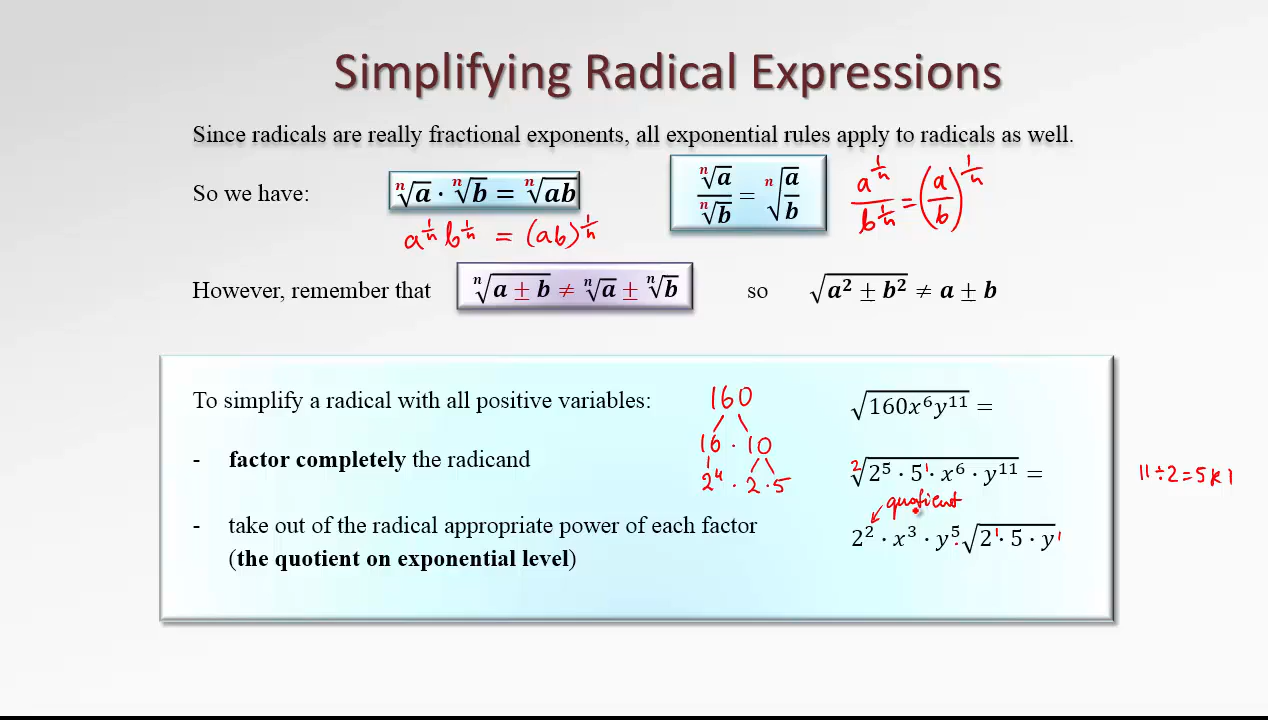 Simplifying Radical Expressions
Since radicals are really fractional exponents, all exponential rules apply to radicals as well.
So we have: ⁿ√a · ⁿ√b = ⁿ√ab
ⁿ√a / ⁿ√b = ⁿ√(a/b)
a^(1/n) / b^(1/n) = (a/b)^(1/n)
a^(1/n) b^(1/n) = (ab)^(1/n)
However, remember that ⁿ√(a ± b) ≠ ⁿ√a ± ⁿ√b so √(a² ± b²) ≠ a ± b
To simplify a radical with all positive variables:
160
√(160x⁶y¹¹) =
- factor completely the radicand
16 · 10
2⁴ · 2 · 5
²√(2⁵ · 5¹ · x⁶ · y¹¹) =
11 ÷ 2 = 5 R 1
quotient
- take out of the radical appropriate power of each factor
(the quotient on exponential level)
2² · x³ · y⁵ · √(2¹ · 5 · y¹)